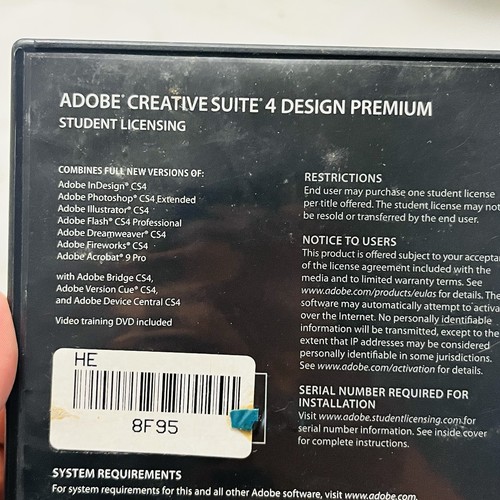 ADOBE® CREATIVE SUITE® 4 DESIGN PREMIUM
STUDENT LICENSING
COMBINES FULL NEW VERSIONS OF:
Adobe InDesign® CS4
Adobe Photoshop® CS4 Extended
Adobe Illustrator® CS4
Adobe Flash® CS4 Professional
Adobe Dreamweaver® CS4
Adobe Fireworks® CS4
Adobe Acrobat® 9 Pro
with Adobe Bridge CS4,
Adobe Version Cue® CS4,
and Adobe Device Central CS4
Video training DVD included
HE
8F95
RESTRICTIONS
End user may purchase one student license
per title offered. The student license may not
be resold or transferred by the end user.
NOTICE TO USERS
This product is offered subject to your
of the license agreement included with the
media and to limited warranty terms. See
www.adobe.com/products/eulas for details. The
software may automatically attempt to
over the Internet. No personally identifiable
information will be transmitted, except to the
extent that IP addresses may be considered
personally identifiable in some jurisdictions.
See www.adobe.com/activation for details.
SERIAL NUMBER REQUIRED FOR
INSTALLATION
Visit www.adobe.studentlicensing.com for
serial number information. See inside cover
for complete instructions.
SYSTEM REQUIREMENTS
For system requirements for this and all other Adobe software, visit www.adobe.com.